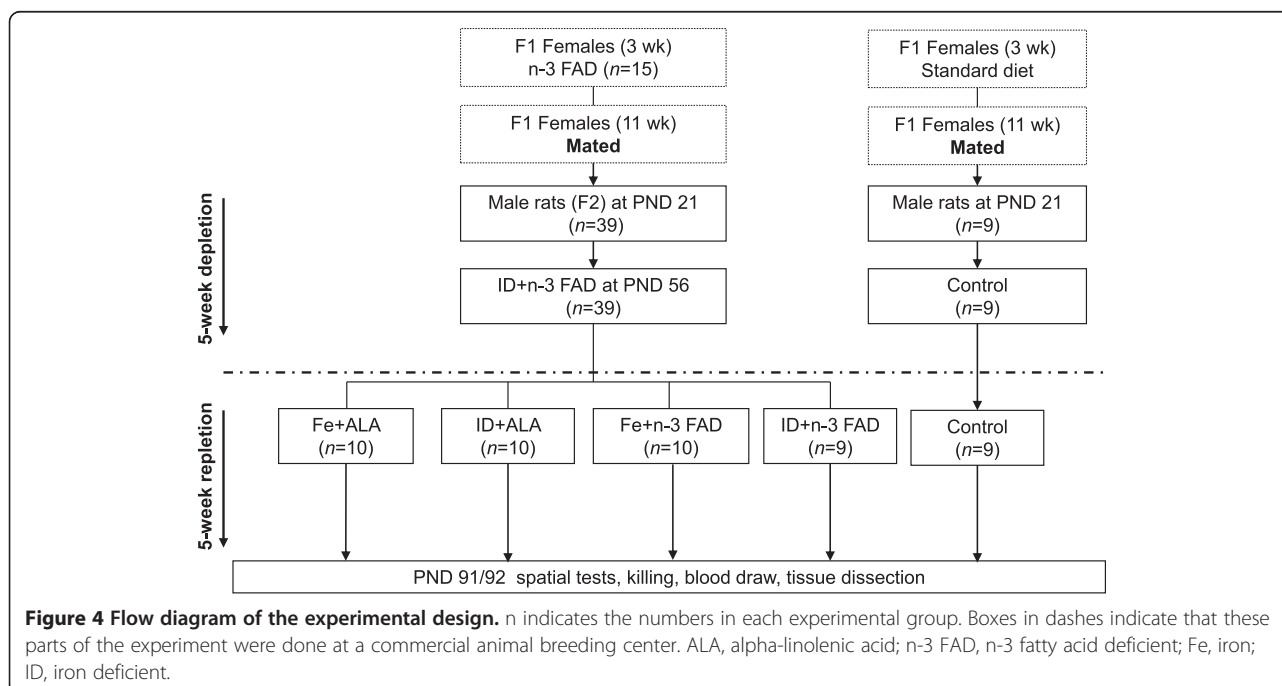 F1 Females (3 wk)
n-3 FAD (n=15)
F1 Females (3 wk)
Standard diet
F1 Females (11 wk)
Mated
F1 Females (11 wk)
Mated
5-week depletion
Male rats (F2) at PND 21
(n=39)
Male rats at PND 21
(n=9)
ID+n-3 FAD at PND 56
(n=39)
Control
(n=9)
5-week repletion
Fe+ALA
(n=10)
ID+ALA
(n=10)
Fe+n-3 FAD
(n=10)
ID+n-3 FAD
(n=9)
Control
(n=9)
PND 91/92 spatial tests, killing, blood draw, tissue dissection
Figure 4 Flow diagram of the experimental design. n indicates the numbers in each experimental group. Boxes in dashes indicate that these
parts of the experiment were done at a commercial animal breeding center. ALA, alpha-linolenic acid; n-3 FAD, n-3 fatty acid deficient; Fe, iron;
ID, iron deficient.